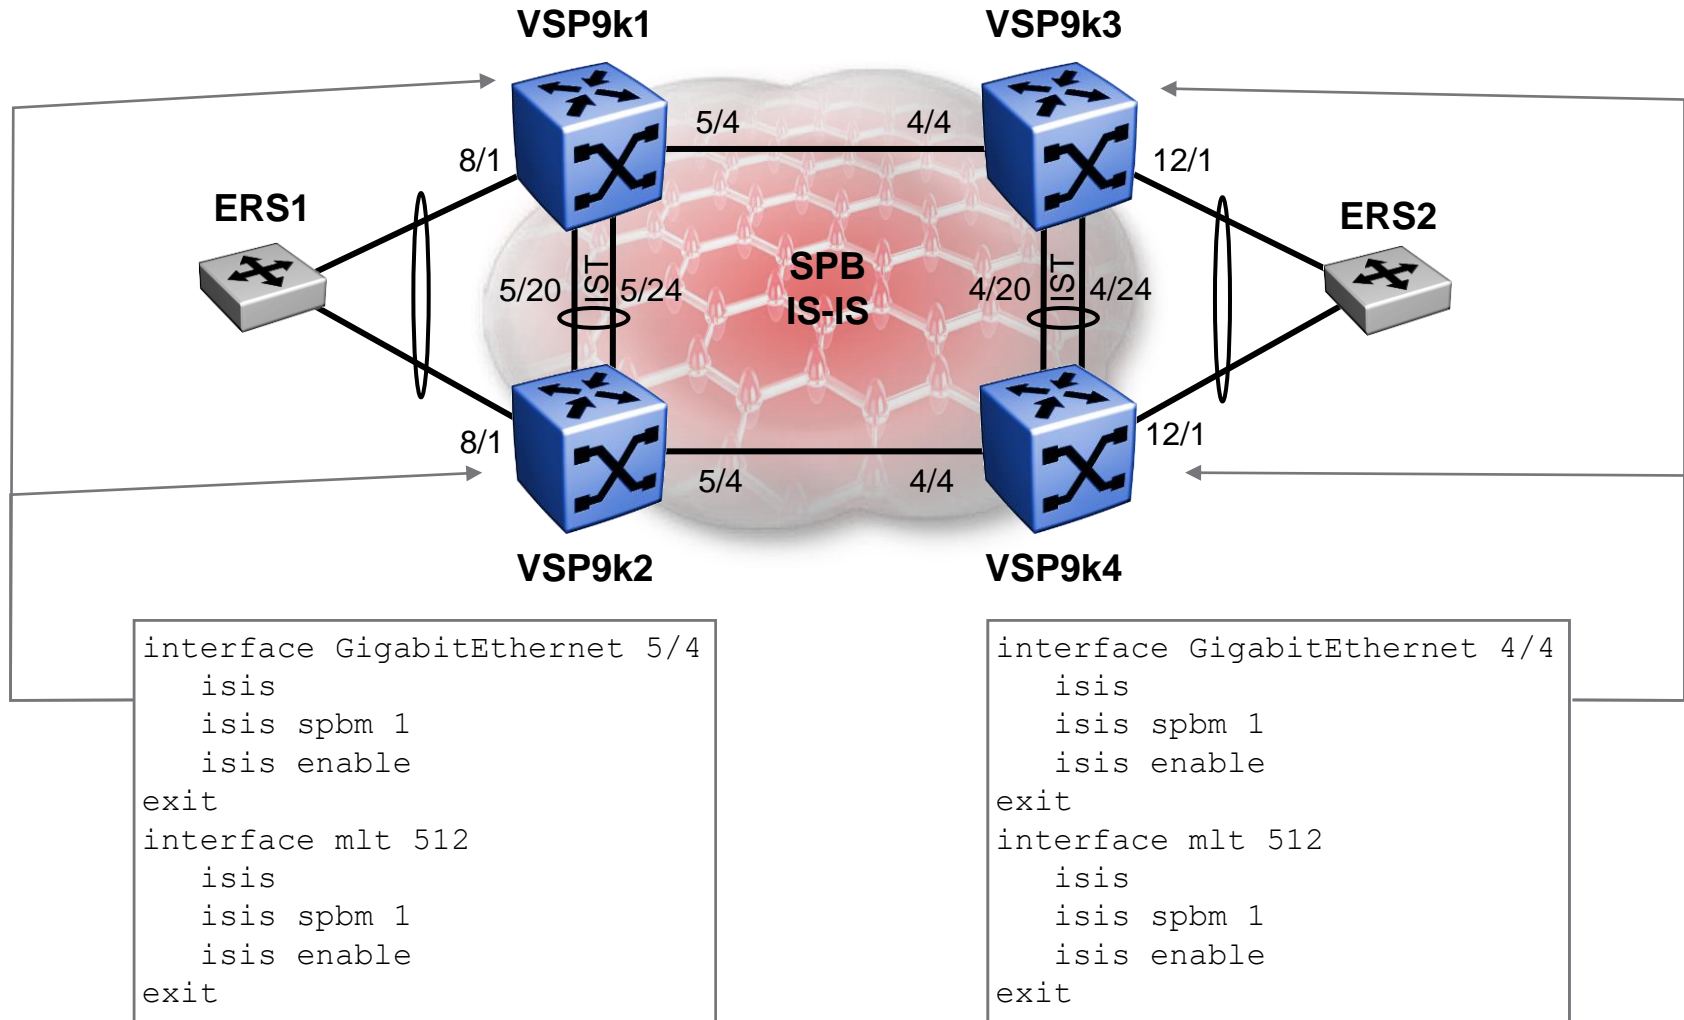 VSP9k1
VSP9k3
5/4
4/4
8/1
12/1
ERS1
ERS2
SPB
IS-IS
5/20
IST
5/24
4/20
IST
4/24
8/1
12/1
5/4
4/4
VSP9k2
VSP9k4
interface GigabitEthernet 5/4
   isis
   isis spbm 1
   isis enable
exit
interface mlt 512
   isis
   isis spbm 1
   isis enable
exit
interface GigabitEthernet 4/4
   isis
   isis spbm 1
   isis enable
exit
interface mlt 512
   isis
   isis spbm 1
   isis enable
exit